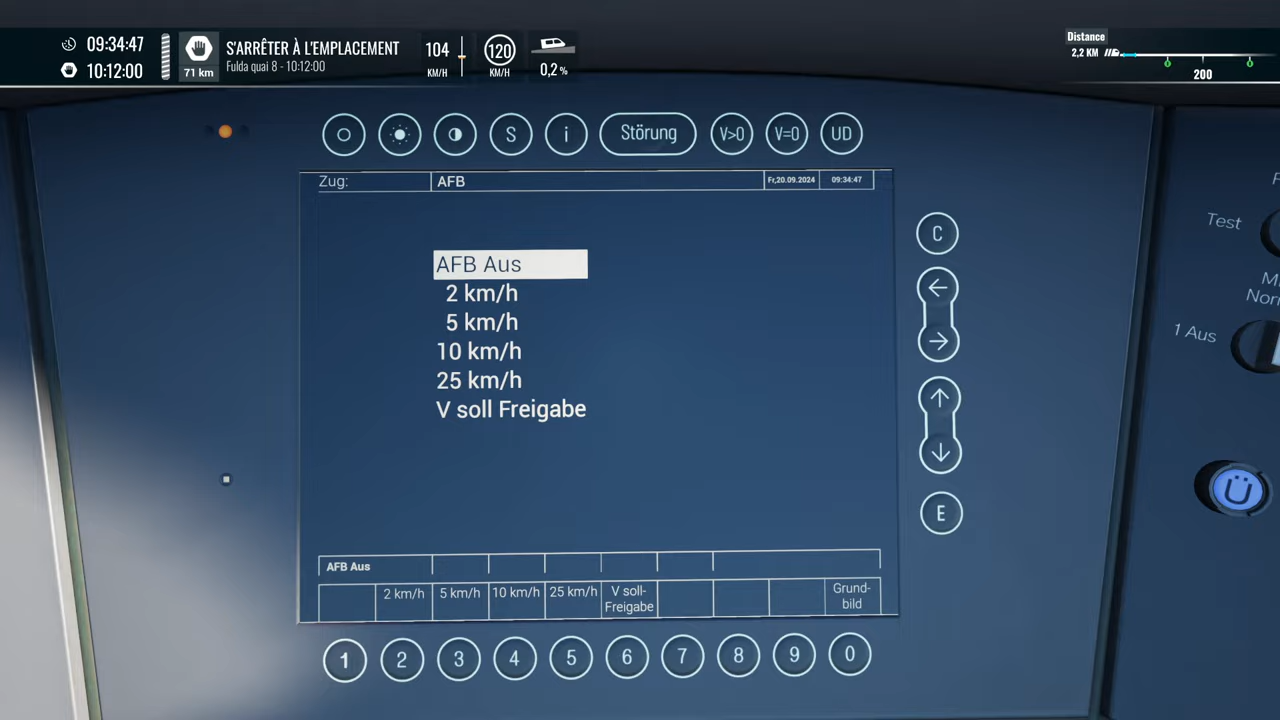 09:34:47
10:12:00
71 km
S'ARRÊTER À L'EMPLACEMENT
Fulda quai 8 - 10:12:00
104
KM/H
120
KM/H
0,2 %
Distance
2,2 KM
200
S
i
Störung
V>0
V=0
UD
Zug:
AFB
Fr,20.09.2024
09:34:47
AFB Aus
2 km/h
5 km/h
10 km/h
25 km/h
V soll Freigabe
AFB Aus
2 km/h
5 km/h
10 km/h
25 km/h
V soll-
Freigabe
Grund-
bild
1 2 3 4 5 6 7 8 9 0
C
E
Test
1 Aus
Ü